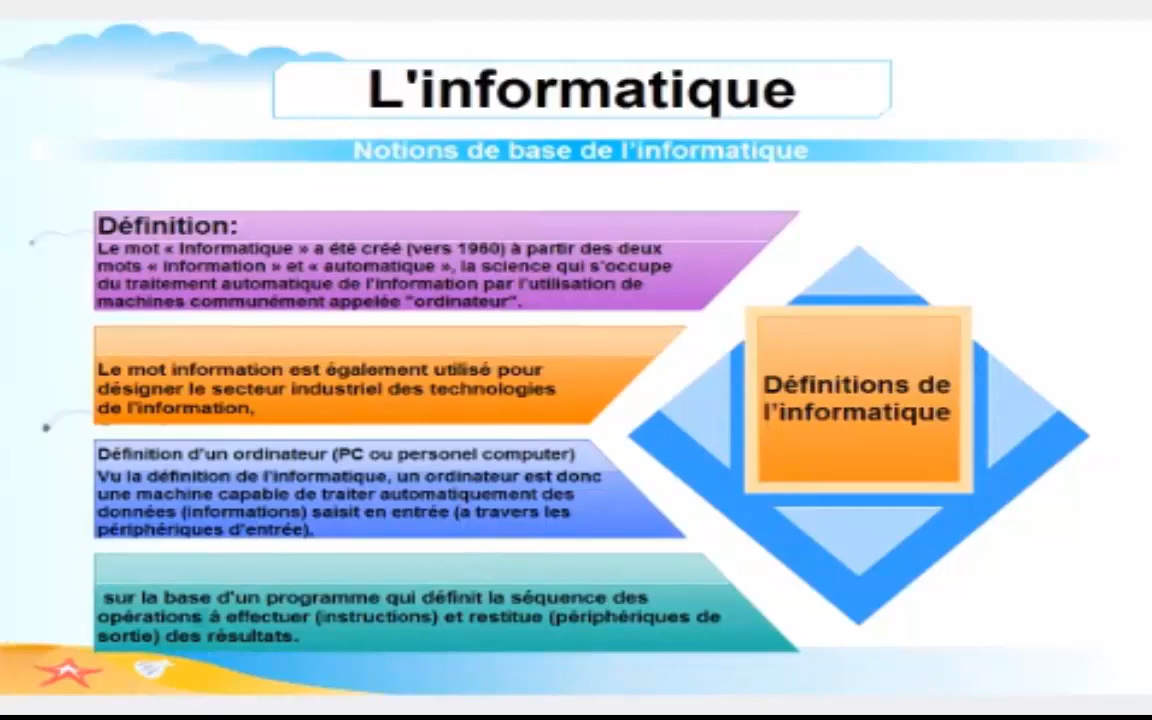 L'informatique
Notions de base de l'informatique
Définition:
Le mot « Informatique » a été créé (vers 1960) à partir des deux
mots « information » et « automatique », la science qui s'occupe
du traitement automatique de l'information par l'utilisation de
machines communément appelée "ordinateur".
Le mot information est également utilisé pour
désigner le secteur industriel des technologies
de l'information,
Définition d'un ordinateur (PC ou personel computer)
Vu la définition de l'informatique, un ordinateur est donc
une machine capable de traiter automatiquement des
données (informations) saisit en entrée (a travers les
périphériques d'entrée),
sur la base d'un programme qui définit la séquence des
opérations à effectuer (instructions) et restitue (périphériques de
sortie) des résultats.
Définitions de
l'informatique